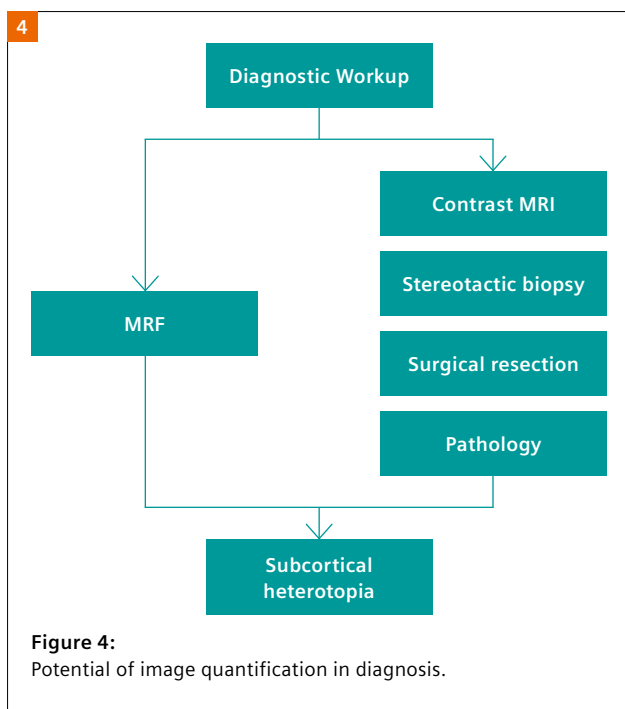 4
Diagnostic Workup
Contrast MRI
Stereotactic biopsy
MRF
Surgical resection
Pathology
Subcortical
heterotopia
Figure 4:
Potential of image quantification in diagnosis.